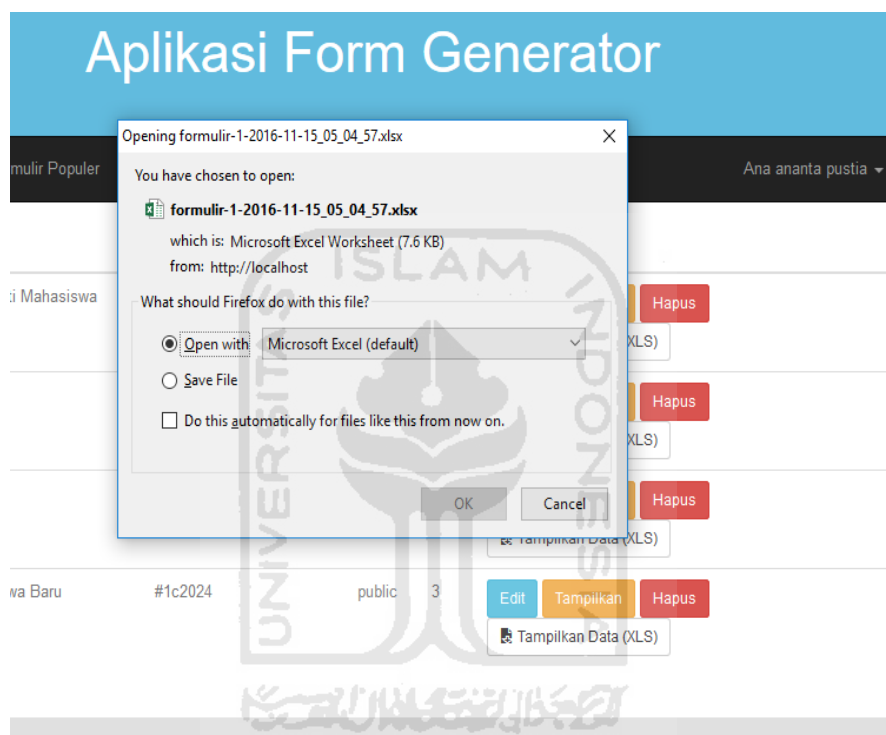 Aplikasi Form Generator
mulir Populer
Ana ananta pustia
Opening formulir-1-2016-11-15_05_04_57.xlsx
You have chosen to open:
formulir-1-2016-11-15_05_04_57.xlsx
which is: Microsoft Excel Worksheet (7.6 KB)
from: http://localhost
What should Firefox do with this file?
Open with Microsoft Excel (default)
Save File
Do this automatically for files like this from now on.
OK Cancel
ti Mahasiswa
Hapus
XLS)
Hapus
XLS)
Hapus
Tampilkan Data (XLS)
wa Baru #1c2024 public 3 Edit Tampilkan Hapus
Tampilkan Data (XLS)
UNIVERSITAS
ISLAM
INDONESIA